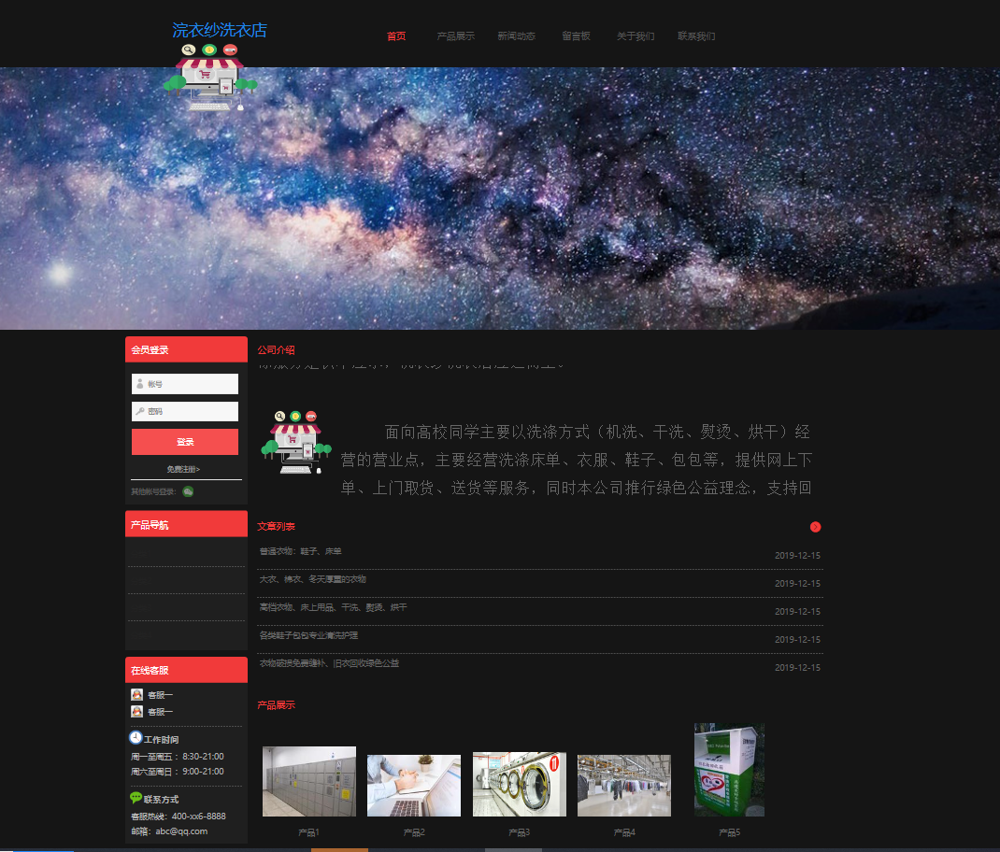 浣衣纱洗衣店
首页 产品展示 新闻动态 留言板 关于我们 联系我们
会员登录
帐号
密码
登录
免费注册>
其他帐号登录:
产品导航
在线客服
客服一
客服一
工作时间
周一至周五 : 8:30-21:00
周六至周日 : 9:00-21:00
联系方式
客服热线: 400-xx6-8888
邮箱: abc@qq.com
公司介绍
面向高校同学主要以洗涤方式（机洗、干洗、熨烫、烘干）经
营的营业点，主要经营洗涤床单、衣服、鞋子、包包等，提供网上下
单、上门取货、送货等服务，同时本公司推行绿色公益理念，支持回
文章列表
普通衣物：鞋子、床单 2019-12-15
大衣、棉衣、冬天厚重的衣物 2019-12-15
高档衣物、床上用品、干洗、熨烫、烘干 2019-12-15
各类鞋子包包专业清洗护理 2019-12-15
衣物破损免费缝补、旧衣回收绿色公益 2019-12-15
产品展示
产品1 产品2 产品3 产品4 产品5